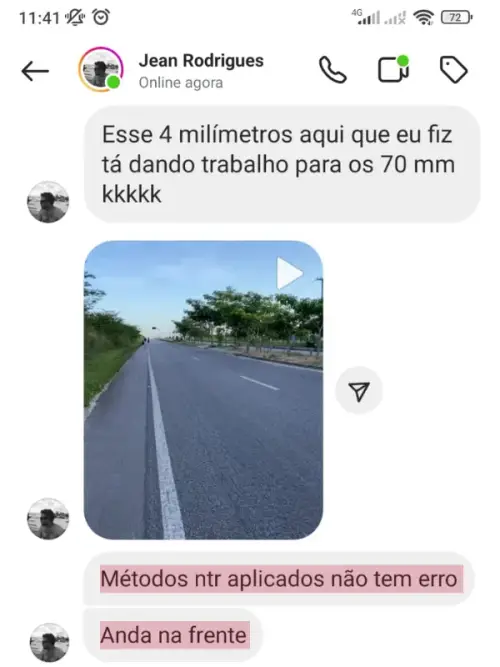 11:41
4G
72
Jean Rodrigues
Online agora
Esse 4 milímetros aqui que eu fiz
tá dando trabalho para os 70 mm
kkkkk
Métodos ntr aplicados não tem erro
Anda na frente